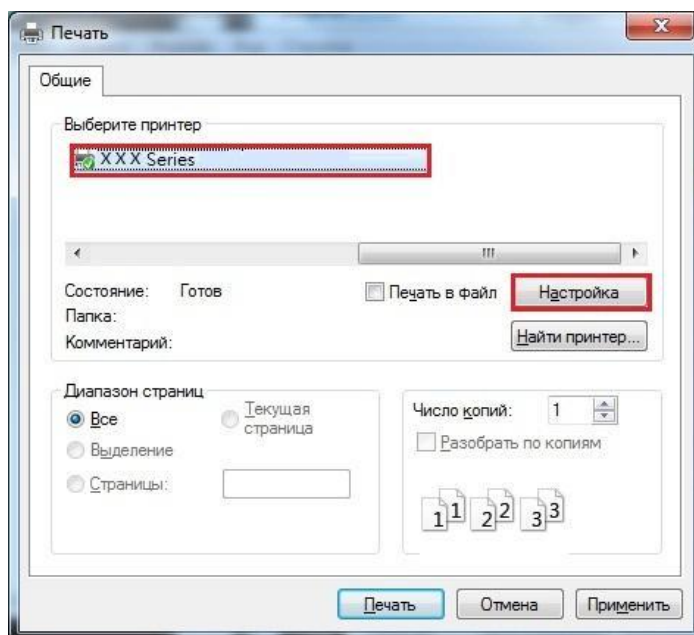 Печать
Общие
Выберите принтер
X X X Series
Состояние: Готов
Печать в файл
Настройка
Папка:
Комментарий:
Найти принтер...
Диапазон страниц
Все
Текущая страница
Выделение
Страницы:
Число копий: 1
Разобрать по копиям
1 1 2 2 3 3
Печать
Отмена
Применить